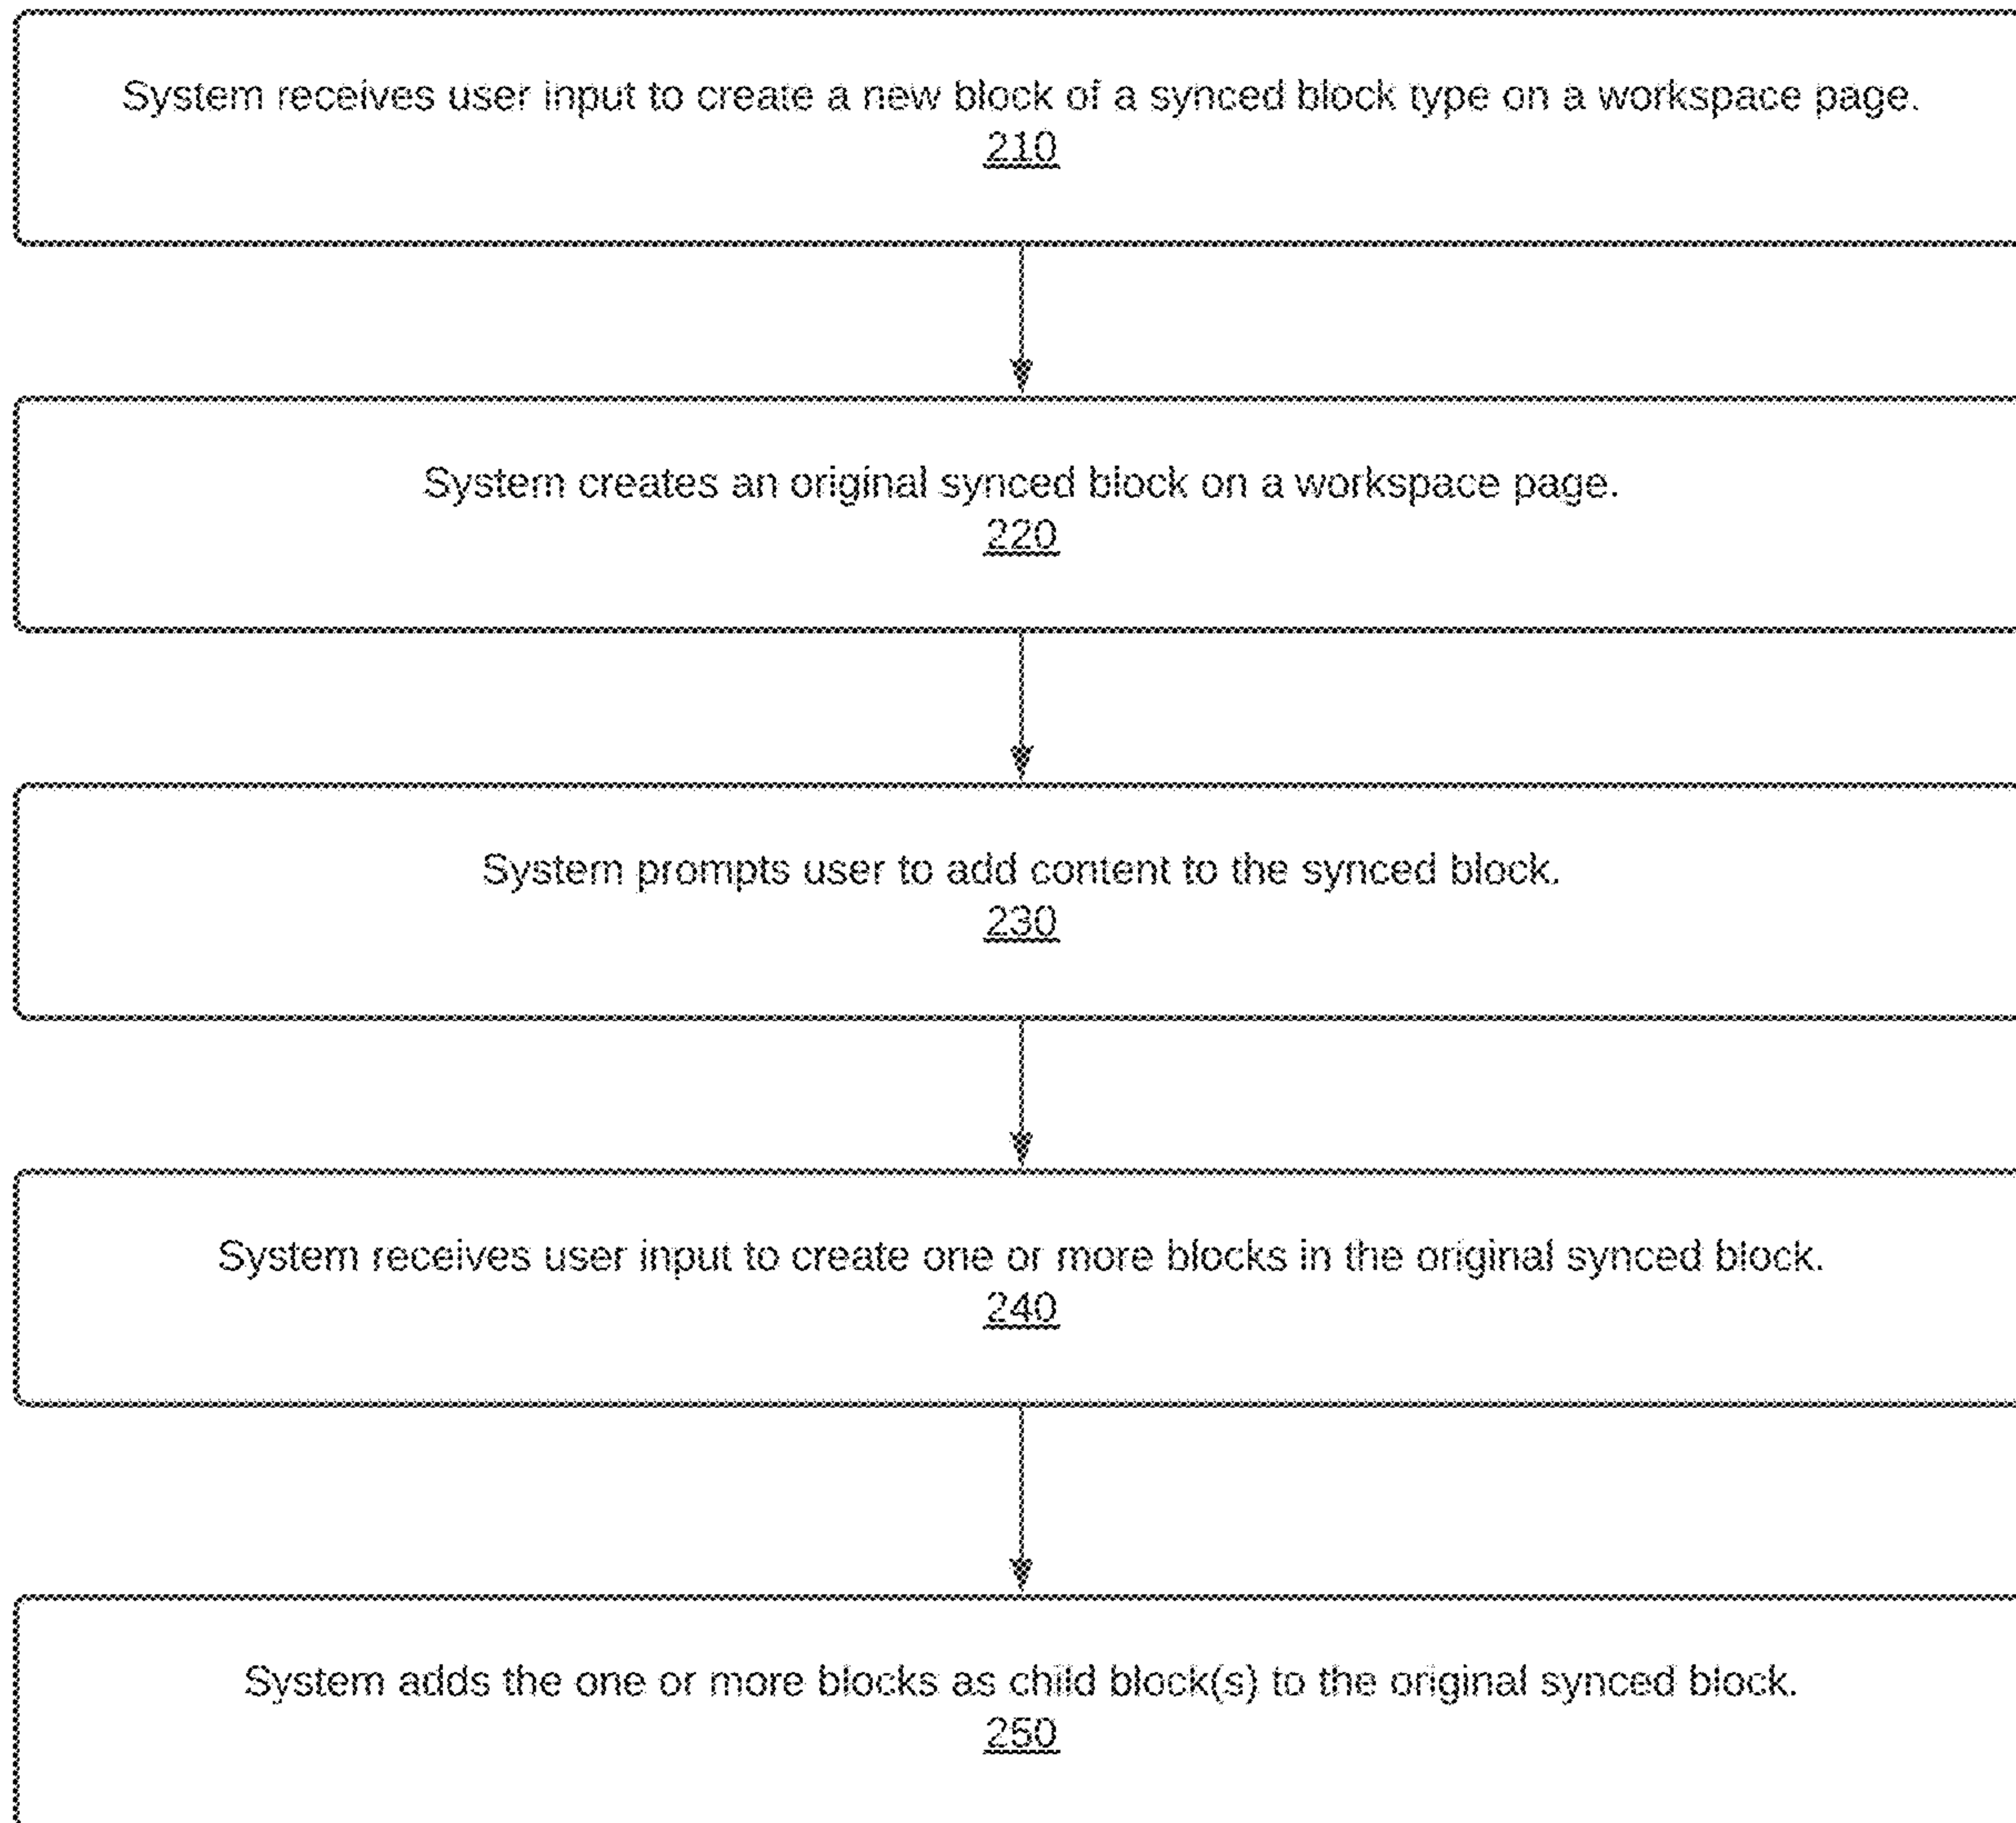 System receives user input to create a new block of a synced block type on a workspace page.
210
System creates an original synced block on a workspace page.
220
System prompts user to add content to the synced block.
230
System receives user input to create one or more blocks in the original synced block.
240
System adds the one or more blocks as child block(s) to the original synced block.
250